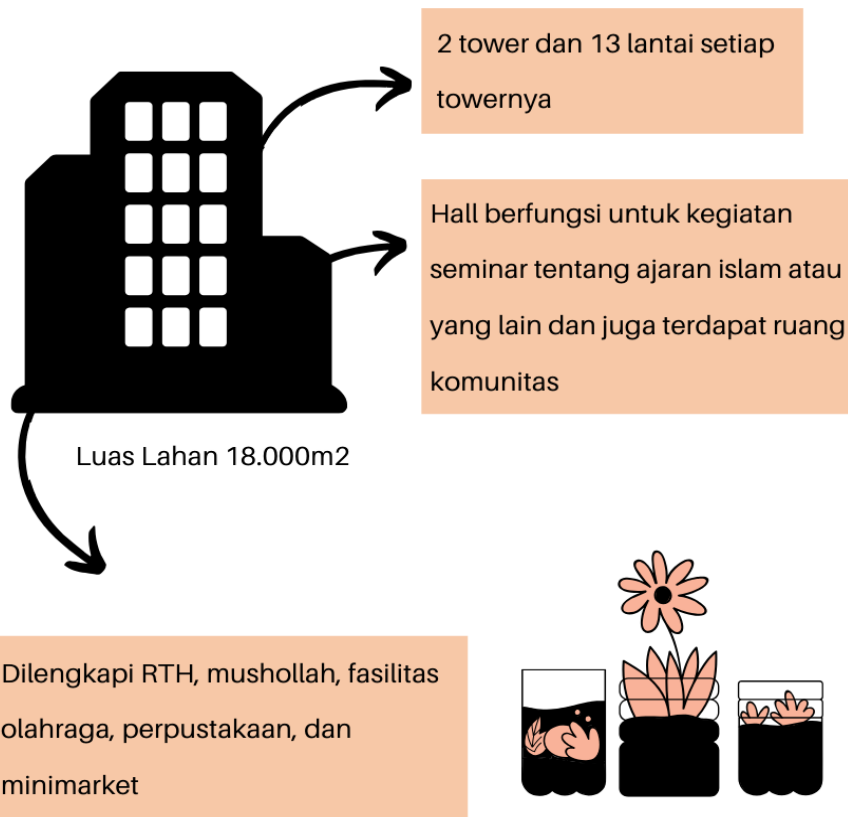 2 tower dan 13 lantai setiap
towernya
Hall berfungsi untuk kegiatan
seminar tentang ajaran islam atau
yang lain dan juga terdapat ruang
komunitas
Luas Lahan 18.000m2
Dilengkapi RTH, mushollah, fasilitas
olahraga, perpustakaan, dan
minimarket